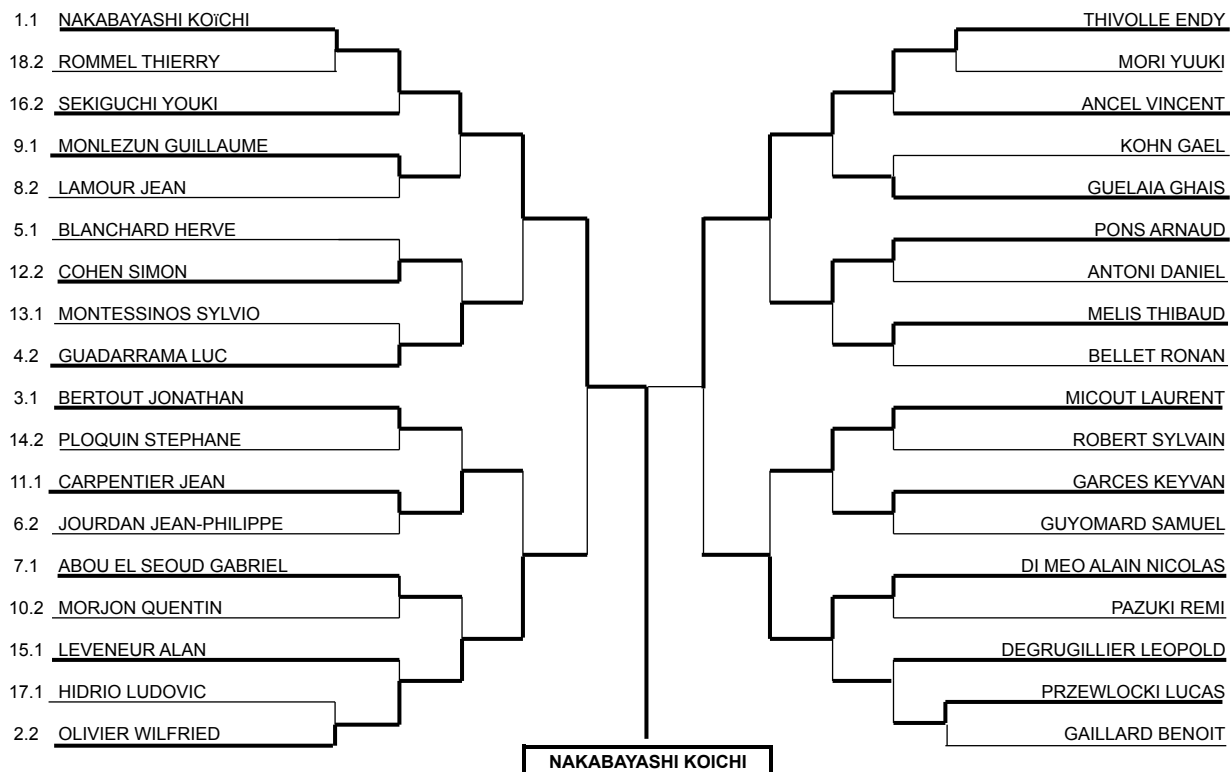 1.1 NAKABAYASHI KOïCHI
18.2 ROMMEL THIERRY
16.2 SEKIGUCHI YOUKI
9.1 MONLEZUN GUILLAUME
8.2 LAMOUR JEAN
5.1 BLANCHARD HERVE
12.2 COHEN SIMON
13.1 MONTESSINOS SYLVIO
4.2 GUADARRAMA LUC
3.1 BERTOUT JONATHAN
14.2 PLOQUIN STEPHANE
11.1 CARPENTIER JEAN
6.2 JOURDAN JEAN-PHILIPPE
7.1 ABOU EL SEOUD GABRIEL
10.2 MORJON QUENTIN
15.1 LEVENEUR ALAN
17.1 HIDRIO LUDOVIC
2.2 OLIVIER WILFRIED
THIVOLLE ENDY
MORI YUUKI
ANCEL VINCENT
KOHN GAEL
GUELAIA GHAIS
PONS ARNAUD
ANTONI DANIEL
MELIS THIBAUD
BELLET RONAN
MICOUT LAURENT
ROBERT SYLVAIN
GARCES KEYVAN
GUYOMARD SAMUEL
DI MEO ALAIN NICOLAS
PAZUKI REMI
DEGRUGILLIER LEOPOLD
PRZEWLOCKI LUCAS
GAILLARD BENOIT
NAKABAYASHI KOICHI